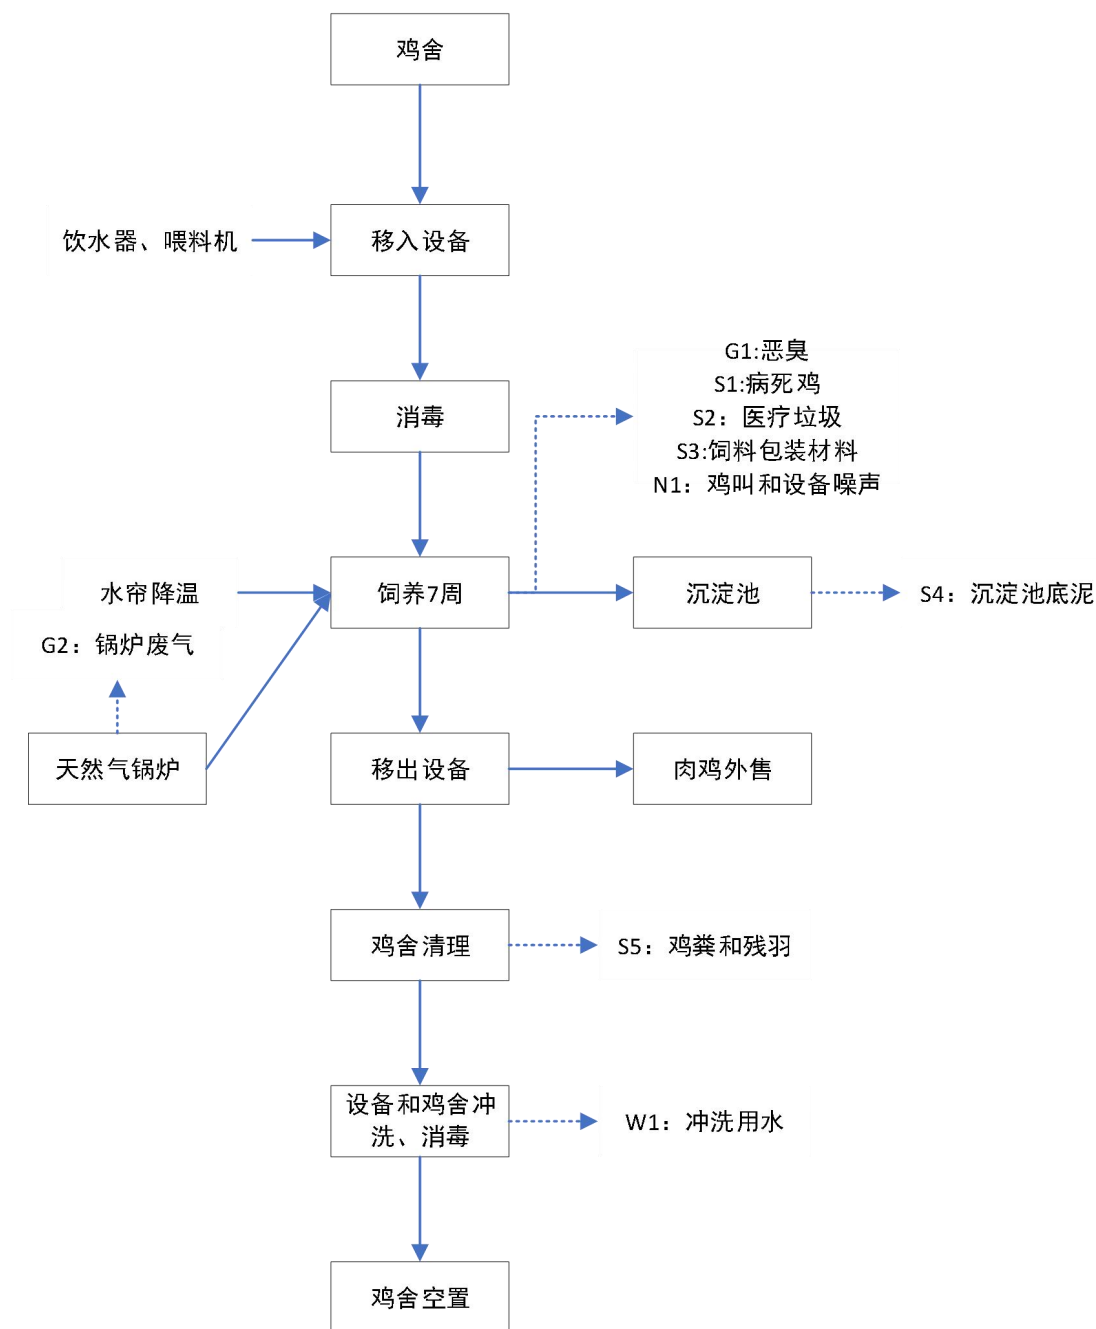 鸡舍
饮水器、喂料机
移入设备
消毒
G1:恶臭
S1:病死鸡
S2：医疗垃圾
S3:饲料包装材料
N1：鸡叫和设备噪声
水帘降温
饲养7周
沉淀池
S4：沉淀池底泥
G2：锅炉废气
天然气锅炉
移出设备
肉鸡外售
鸡舍清理
S5：鸡粪和残羽
设备和鸡舍冲
洗、消毒
W1：冲洗用水
鸡舍空置